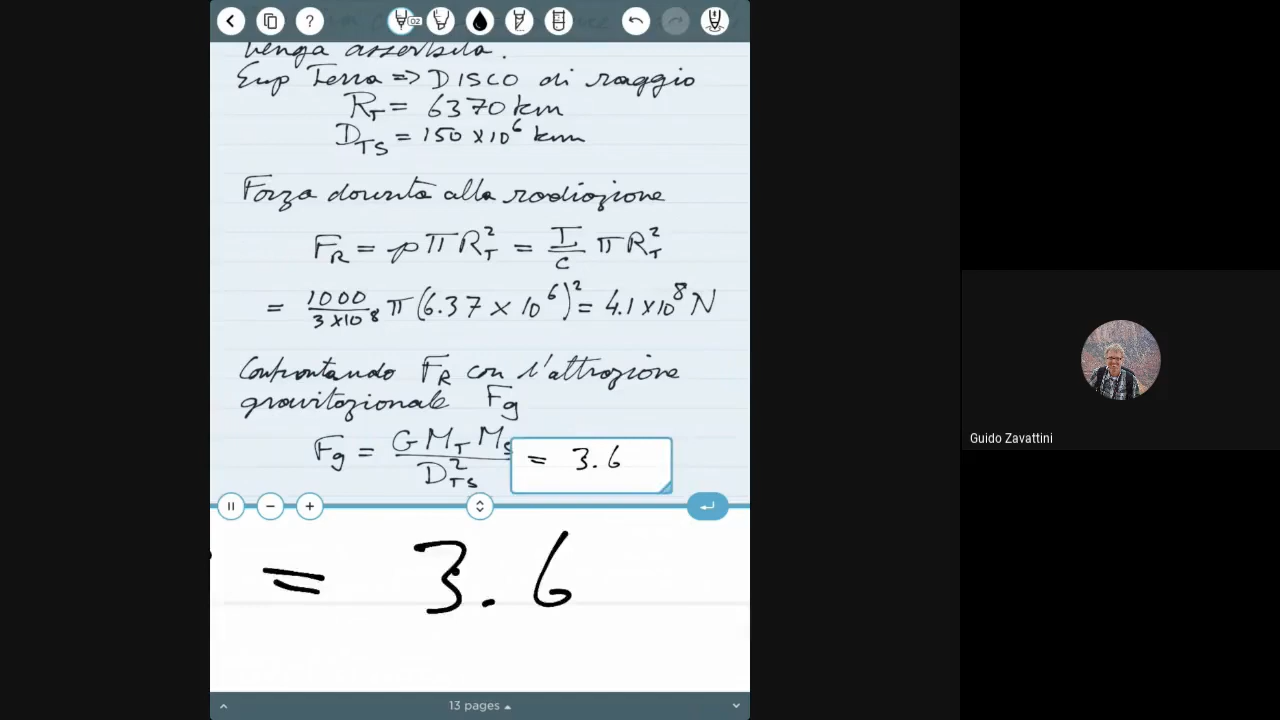 ?
02
venga assorbita.
Sup Terra => DISCO di raggio
R_T = 6370 km
D_TS = 150 x 10^6 km
Forza dovuta alla radiazione
F_R = p π R_T^2 = I/c π R_T^2
= 1000/3x10^8 π (6.37 x 10^6)^2 = 4.1 x 10^8 N
Confrontando F_R con l'attrazione
gravitazionale F_g
F_g = G M_T M_S/D_TS^2 = 3.6
= 3.6
13 pages
Guido Zavattini